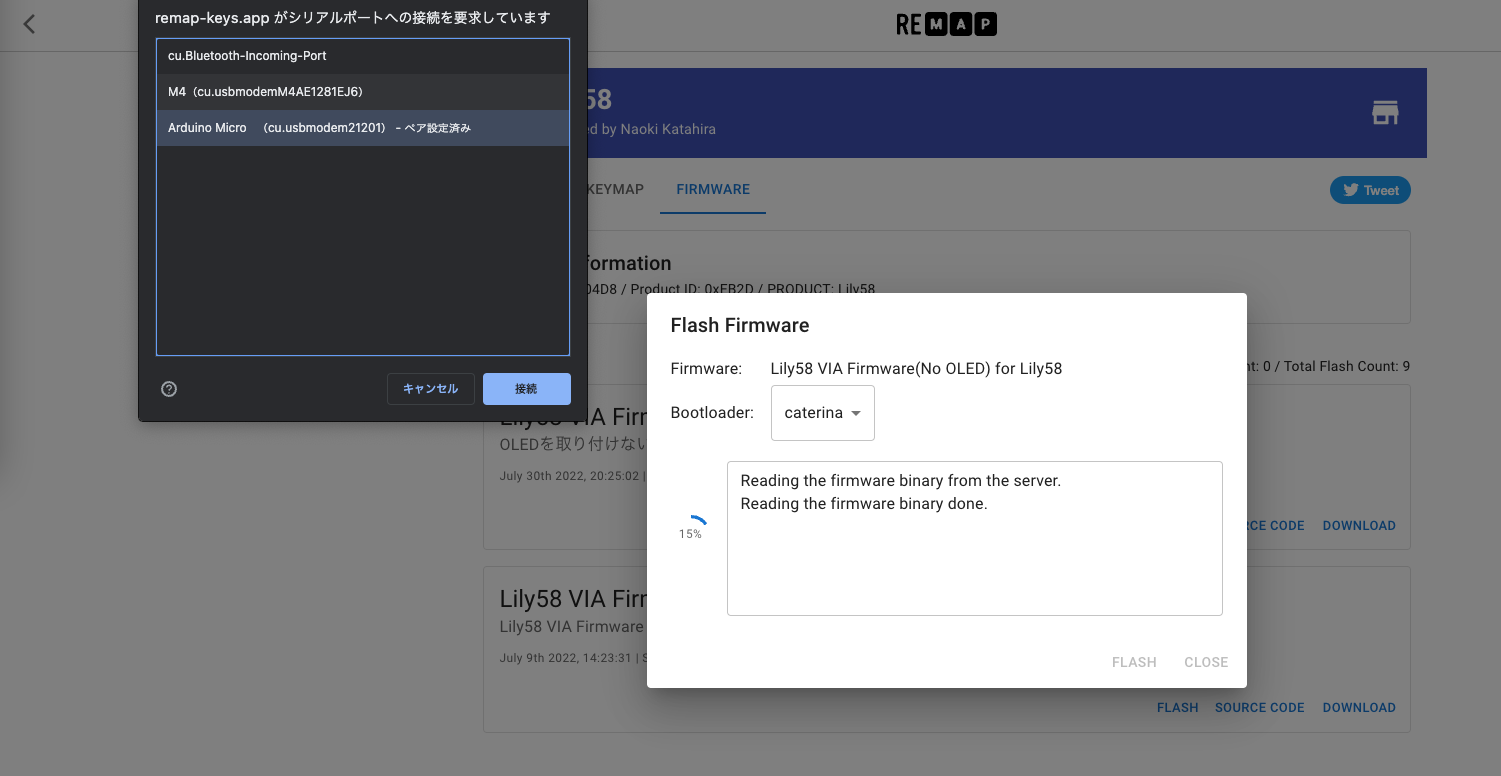 remap-keys.app がシリアルポートへの接続を要求しています
cu.Bluetooth-Incoming-Port
M4（cu.usbmodemM4AE1281EJ6）
Arduino Micro （cu.usbmodem21201） - ペア設定済み
キャンセル
接続
REMAP
58
ed by Naoki Katahira
KEYMAP
FIRMWARE
Tweet
formation
04D8 / Product ID: 0xEB2D / PRODUCT: Lily58
nt: 0 / Total Flash Count: 9
Lily58 VIA Firm
OLEDを取り付けない
July 30th 2022, 20:25:02 |
RCE CODE
DOWNLOAD
Lily58 VIA Firm
Lily58 VIA Firmware
July 9th 2022, 14:23:31 | S
FLASH
SOURCE CODE
DOWNLOAD
Flash Firmware
Firmware: Lily58 VIA Firmware(No OLED) for Lily58
Bootloader: caterina
15%
Reading the firmware binary from the server.
Reading the firmware binary done.
FLASH
CLOSE